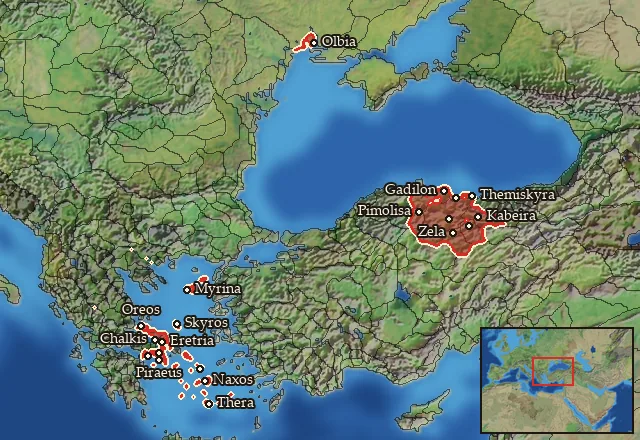 Olbia
Gadilon
Themiskyra
Pimolisa
Kabeira
Zela
Myrina
Oreos
Skyros
Chalkis
Eretria
Piraeus
Naxos
Thera